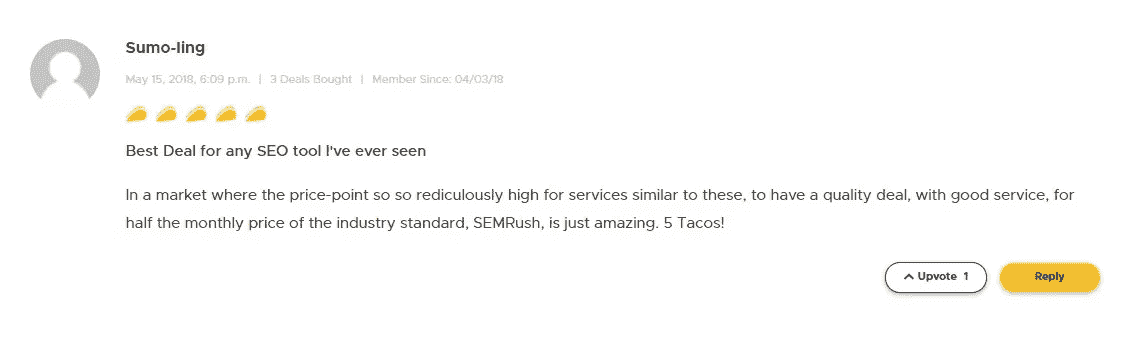 Sumo-ling
May 15, 2018, 6:09 p.m. | 3 Deals Bought | Member Since: 04/03/18
Best Deal for any SEO tool I've ever seen
In a market where the price-point so so rediculously high for services similar to these, to have a quality deal, with good service, for
half the monthly price of the industry standard, SEMRush, is just amazing. 5 Tacos!
Upvote 1
Reply